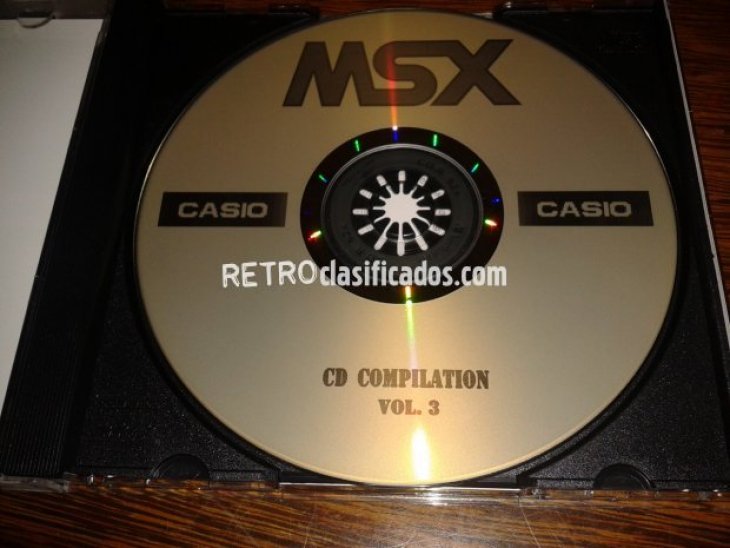 MSX
CASIO CASIO
RETROclasificados.com
CD COMPILATION
VOL. 3